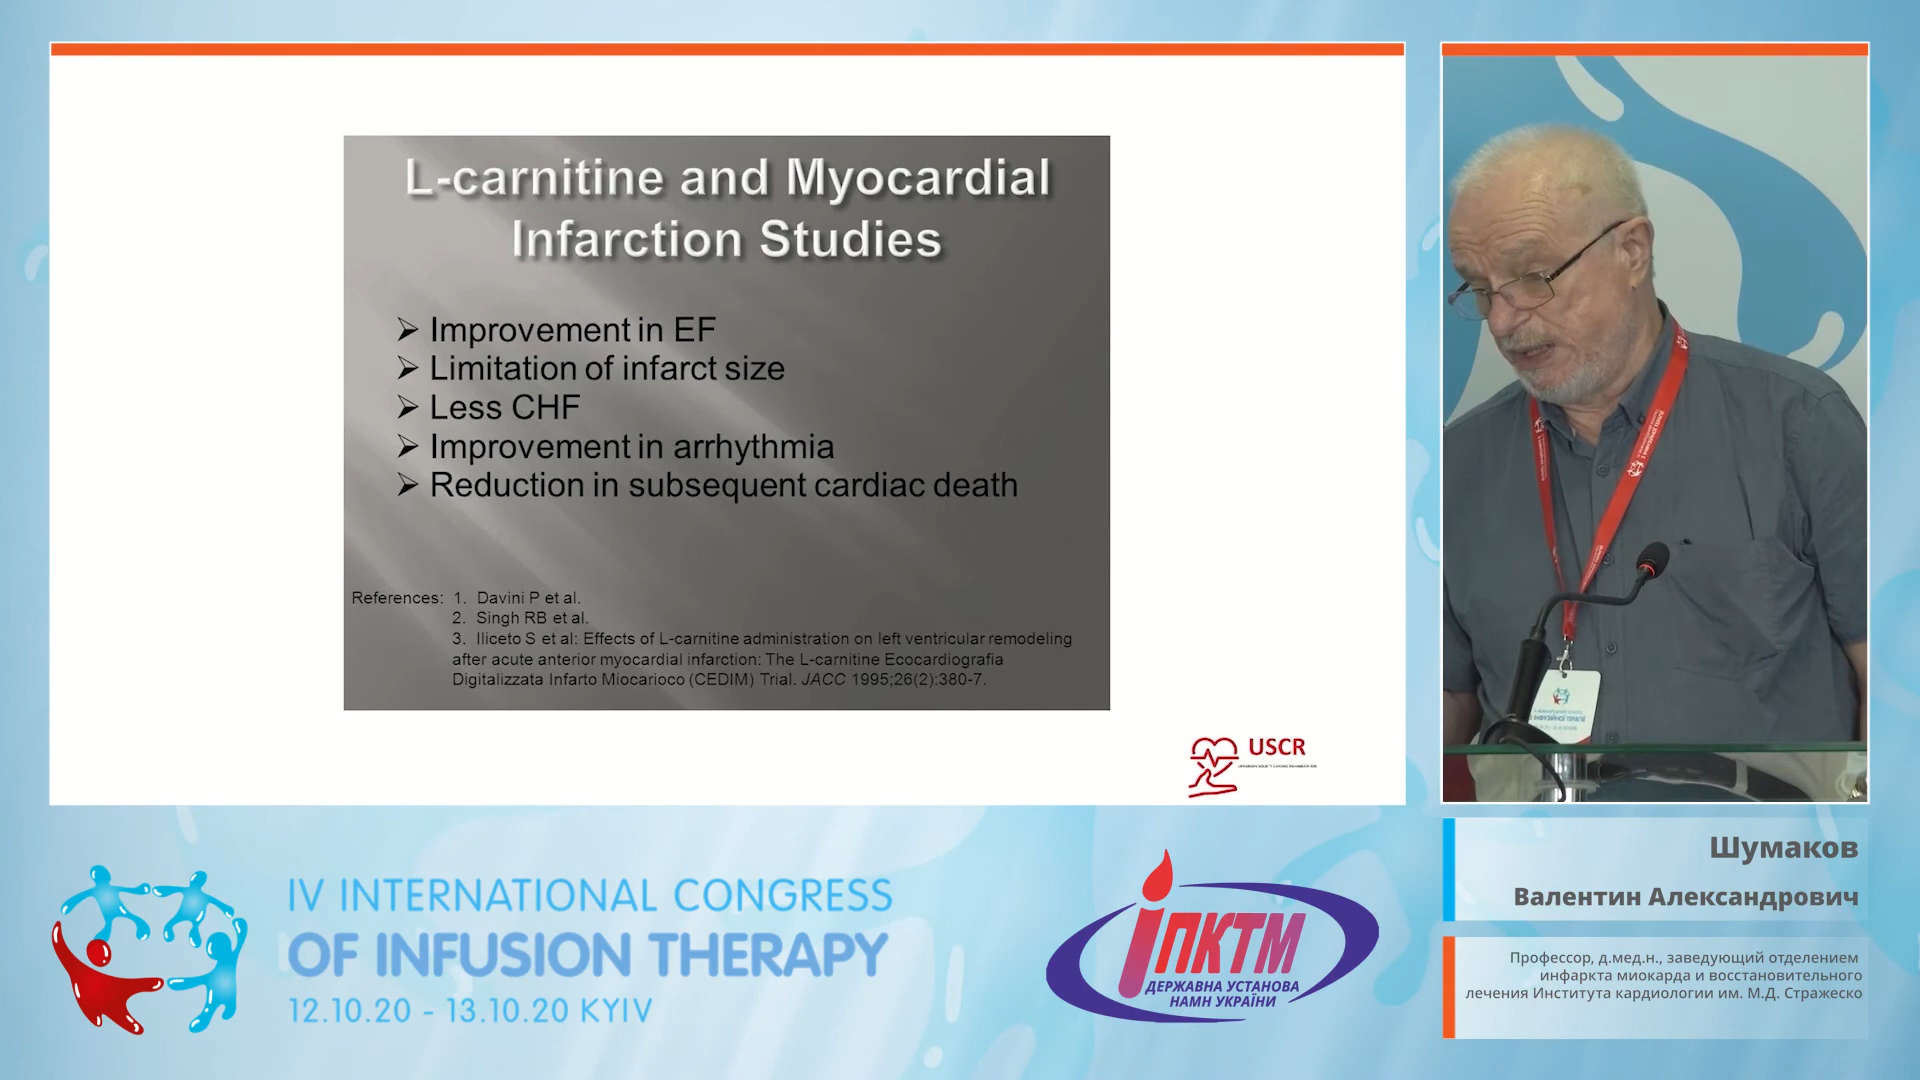 L-carnitine and Myocardial
Infarction Studies
Improvement in EF
Limitation of infarct size
Less CHF
Improvement in arrhythmia
Reduction in subsequent cardiac death
References: 1. Davini P et al.
2. Singh RB et al.
3. Iliceto S et al: Effects of L-carnitine administration on left ventricular remodeling
after acute anterior myocardial infarction: The L-carnitine Ecocardiografia
Digitalizzata Infarto Miocarioco (CEDIM) Trial. JACC 1995;26(2):380-7.
USCR
IV INTERNATIONAL CONGRESS
OF INFUSION THERAPY
12.10.20 - 13.10.20 KYIV
ІПКТМ
ДЕРЖАВНА УСТАНОВА
НАМН УКРАЇНИ
Шумаков
Валентин Александрович
Профессор, д.мед.н., заведующий отделением
инфаркта миокарда и восстановительного
лечения Института кардиологии им. М.Д. Стражеско